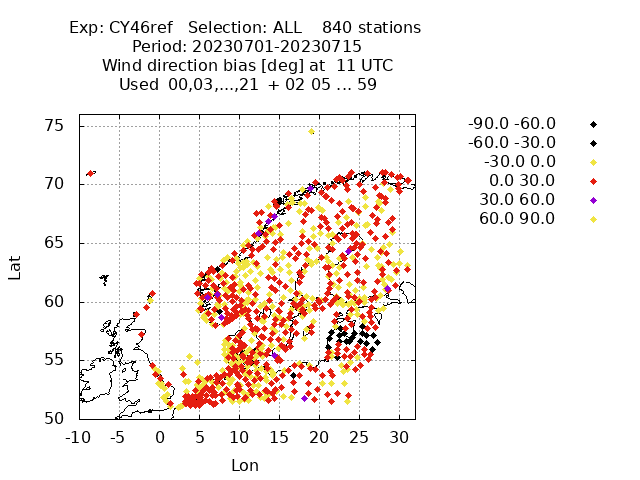 Exp: CY46ref   Selection: ALL    840 stations
Period: 20230701-20230715
Wind direction bias [deg] at  11 UTC
Used  00,03,...,21  + 02 05 ... 59
-90.0 -60.0
-60.0 -30.0
-30.0 0.0
0.0 30.0
30.0 60.0
60.0 90.0
75
70
65
60
55
50
Lat
-10 -5 0 5 10 15 20 25 30
Lon